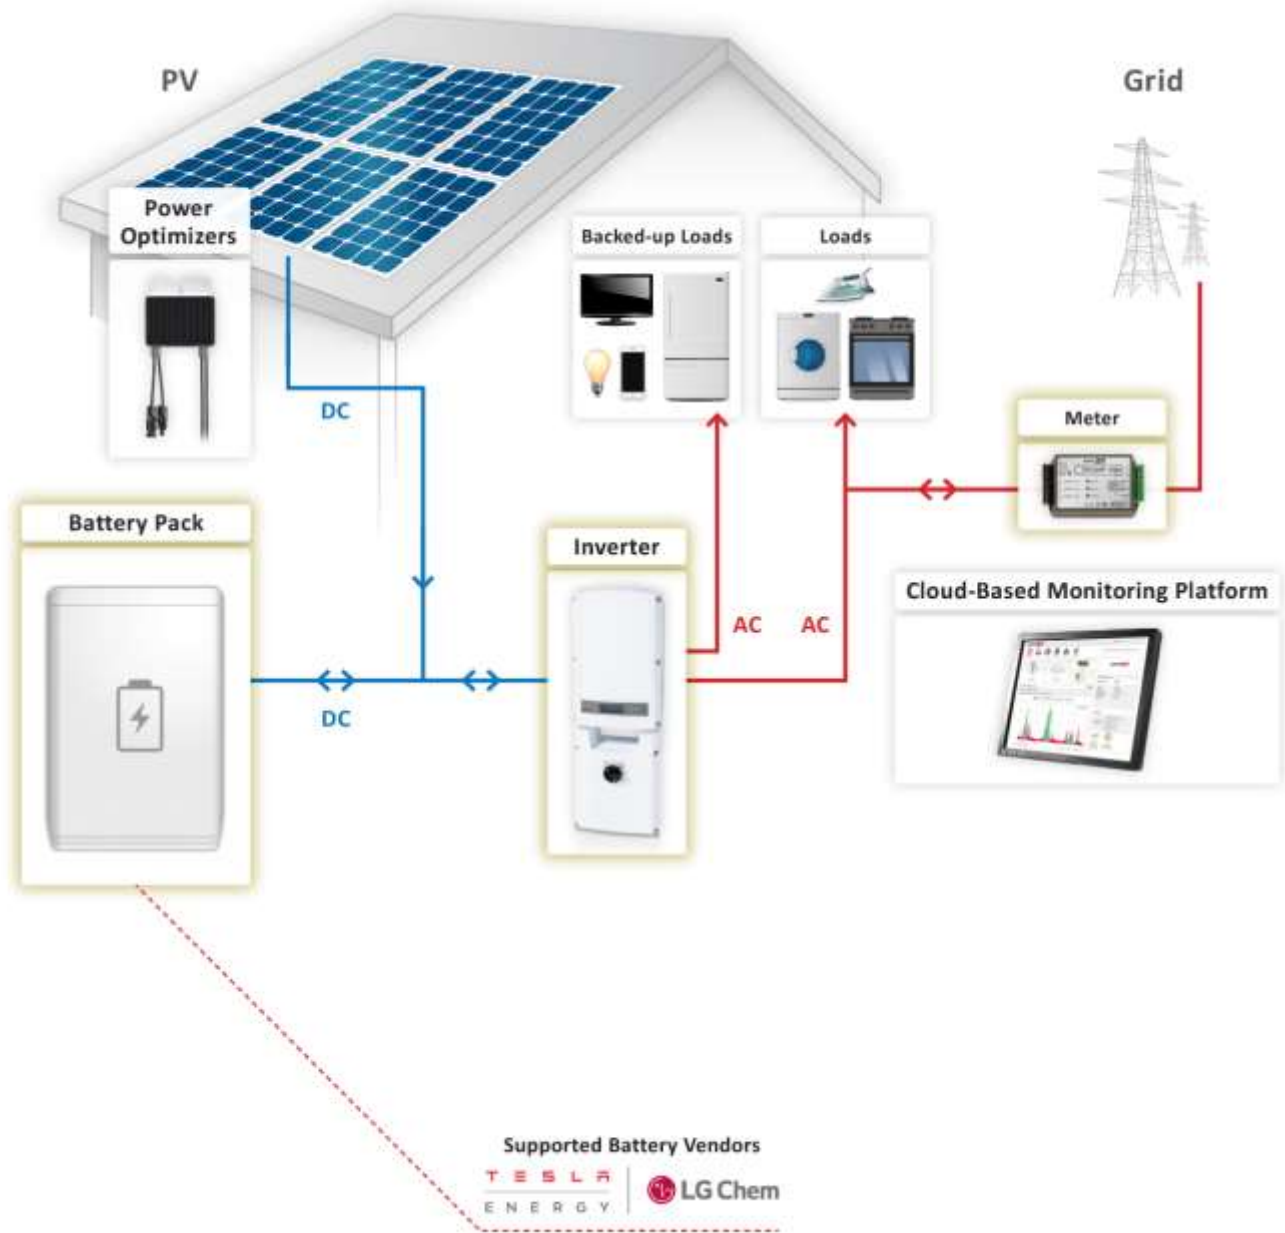 PV
Grid
Power
Optimizers
Backed-up Loads
Loads
DC
Meter
Battery Pack
Inverter
Cloud-Based Monitoring Platform
AC
AC
DC
Supported Battery Vendors
TESLA
ENERGY
LG Chem